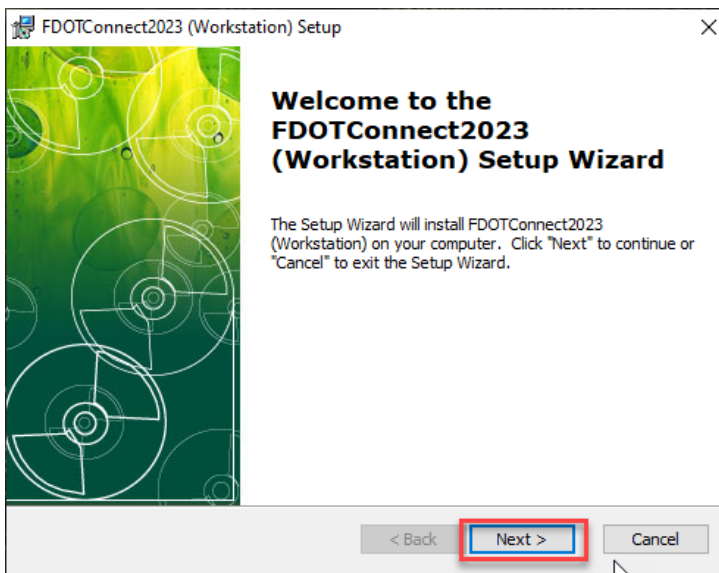 FDOTConnect2023 (Workstation) Setup
Welcome to the
FDOTConnect2023
(Workstation) Setup Wizard
The Setup Wizard will install FDOTConnect2023
(Workstation) on your computer.  Click "Next" to continue or
"Cancel" to exit the Setup Wizard.
< Back
Next >
Cancel